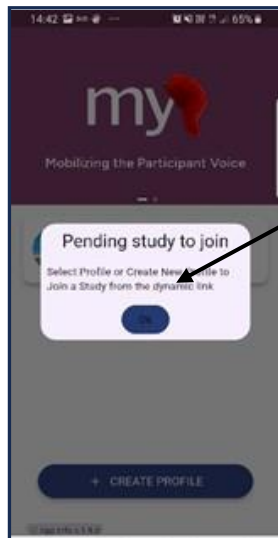 14:42
65%
my
Mobilizing the Participant Voice
Pending study to join
Select Profile or Create New Profile to
Join a Study from the dynamic link
Ok
+ CREATE PROFILE